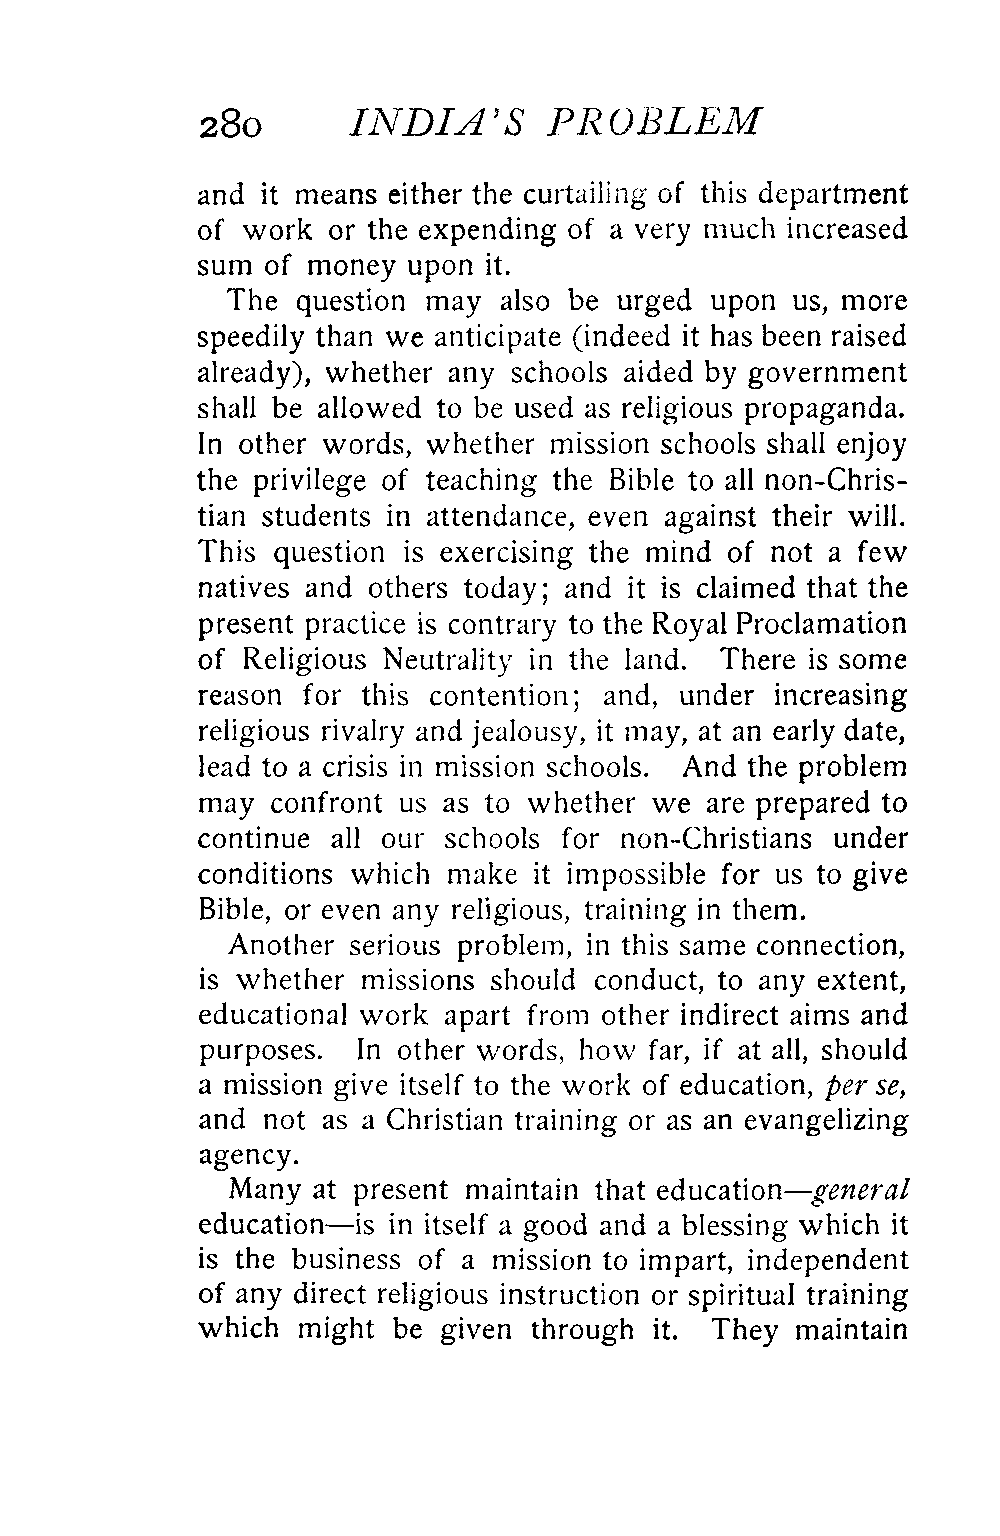 280 INDIA'S PROBLEM
and it means either the curtailing of this department
of work or the expending of a very much increased
sum of money upon it.
The question may also be urged upon us, more
speedily than we anticipate (indeed it has been raised
already), whether any schools aided by government
shall be allowed to be used as religious propaganda.
In other words, whether mission schools shall enjoy
the privilege of teaching the Bible to all non-Chris-
tian students in attendance, even against their will.
This question is exercising the mind of not a few
natives and others today; and it is claimed that the
present practice is contrary to the Royal Proclamation
of Religious Neutrality in the land. There is some
reason for this contention; and, under increasing
religious rivalry and jealousy, it may, at an early date,
lead to a crisis in mission schools. And the problem
may confront us as to whether we are prepared to
continue all our schools for non-Christians under
conditions which make it impossible for us to give
Bible, or even any religious, training in them.
Another serious problem, in this same connection,
is whether missions should conduct, to any extent,
educational work apart from other indirect aims and
purposes. In other words, how far, if at all, should
a mission give itself to the work of education, per se,
and not as a Christian training or as an evangelizing
agency.
Many at present maintain that education—general
education—is in itself a good and a blessing which it
is the business of a mission to impart, independent
of any direct religious instruction or spiritual training
which might be given through it. They maintain